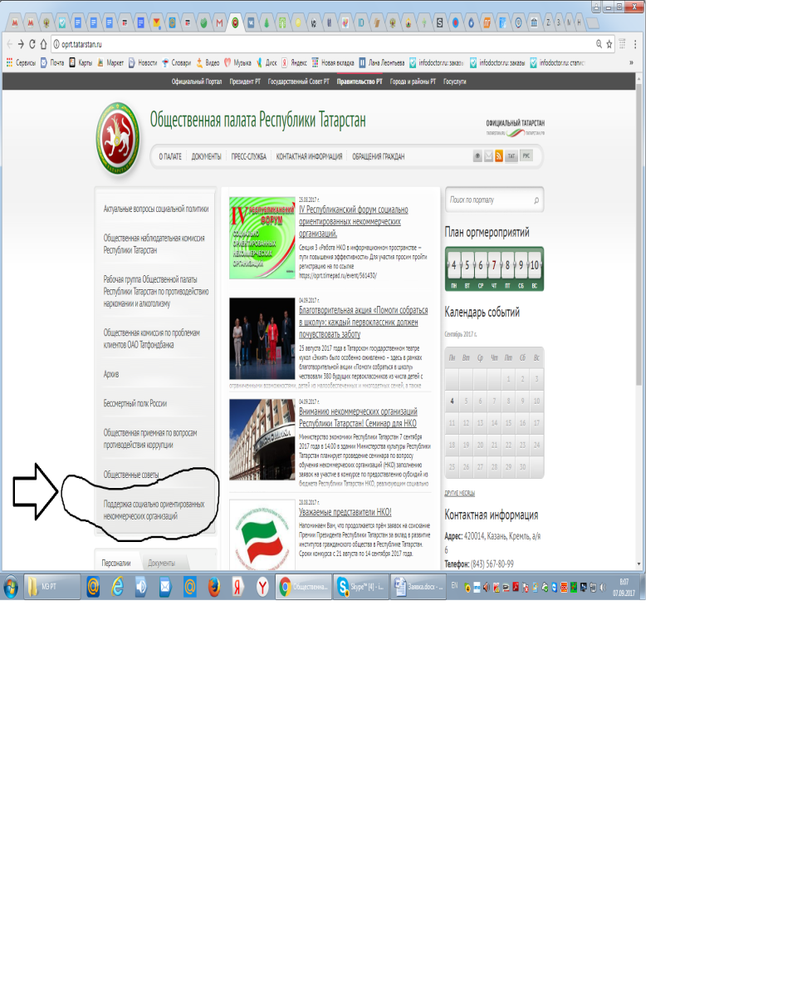 oprt.tatarstan.ru
Сервисы Почта Карты Маркет Новости Словари Видео Музыка Диск Яндекс Новая вкладка Лана Леонтьева infodoctor.ru: заказы infodoctor.ru: заказы infodoctor.ru: статис
Официальный Портал Президент РТ Государственный Совет РТ Правительство РТ Города и районы РТ Госуслуги
Общественная палата Республики Татарстан
ОФИЦИАЛЬНЫЙ ТАТАРСТАН
О ПАЛАТЕ ДОКУМЕНТЫ ПРЕСС-СЛУЖБА КОНТАКТНАЯ ИНФОРМАЦИЯ ОБРАЩЕНИЯ ГРАЖДАН
ТАТ РУС
Актуальные вопросы социальной политики
Общественная наблюдательная комиссия
Республики Татарстан
Рабочая группа Общественной палаты
Республики Татарстан по противодействию
наркомании и алкоголизму
Общественная комиссия по проблемам
клиентов ОАО Татфондбанка
Архив
Бессмертный полк России
Общественная приемная по вопросам
противодействия коррупции
Общественные советы
Поддержка социально ориентированных
некоммерческих организаций
Персоналии Документы
IV РЕСПУБЛИКАНСКИЙ
ФОРУМ
СОЦИАЛЬНО
ОРИЕНТИРОВАННЫХ
НЕКОММЕРЧЕСКИХ
ОРГАНИЗАЦИЙ
25.08.2017 г.
IV Республиканский форум социально
ориентированных некоммерческих
организаций.
Секция 3 «Работа НКО в информационном пространстве –
пути повышения эффективности» Для участия просим пройти
регистрацию на по ссылке
https://oprt.timepad.ru/event/561430/
04.09.2017 г.
Благотворительная акция «Помоги собраться
в школу»: каждый первоклассник должен
почувствовать заботу
25 августа 2017 года в Татарском государственном театре
кукол «Экият» было особенно оживленно – здесь в рамках
благотворительной акции «Помоги собраться в школу»
чествовали 380 будущих первоклассников из числа детей с
ограниченными возможностями, детей из малообеспеченных и многодетных семей, а также
04.09.2017 г.
Вниманию некоммерческих организаций
Республики Татарстан! Семинар для НКО
Министерство экономики Республики Татарстан 7 сентября
2017 года в 14.00 в здании Министерства культуры Республики
Татарстан планирует проведение семинара по вопросу
обучения некоммерческих организаций (НКО) заполнению
заявок на участие в конкурсе по предоставлению субсидий из
бюджета Республики Татарстан НКО, реализующим социально
28.08.2017 г.
Уважаемые представители НКО!
Напоминаем Вам, что продолжается прём заявок на соискание
Премии Президента Республики Татарстан за вклад в развитие
институтов гражданского общества в Республике Татарстан.
Сроки конкурса с 21 августа по 14 сентября 2017 года.
Поиск по порталу
План оргмероприятий
4 5 6 7 8 9 10
ПН ВТ СР ЧТ ПТ СБ ВС
Календарь событий
Сентябрь 2017 г.
Пн Вт Ср Чт Пт Сб Вс
1 2 3
4 5 6 7 8 9 10
11 12 13 14 15 16 17
18 19 20 21 22 23 24
25 26 27 28 29 30
ДРУГИЕ МЕСЯЦЫ
Контактная информация
Адрес: 420014, Казань, Кремль, а/я
6
Телефон: (843) 567-80-99
МЭ РТ Общественна... Skype™ [4] - i... Заявка.docx - ... EN 8:07
07.09.2017